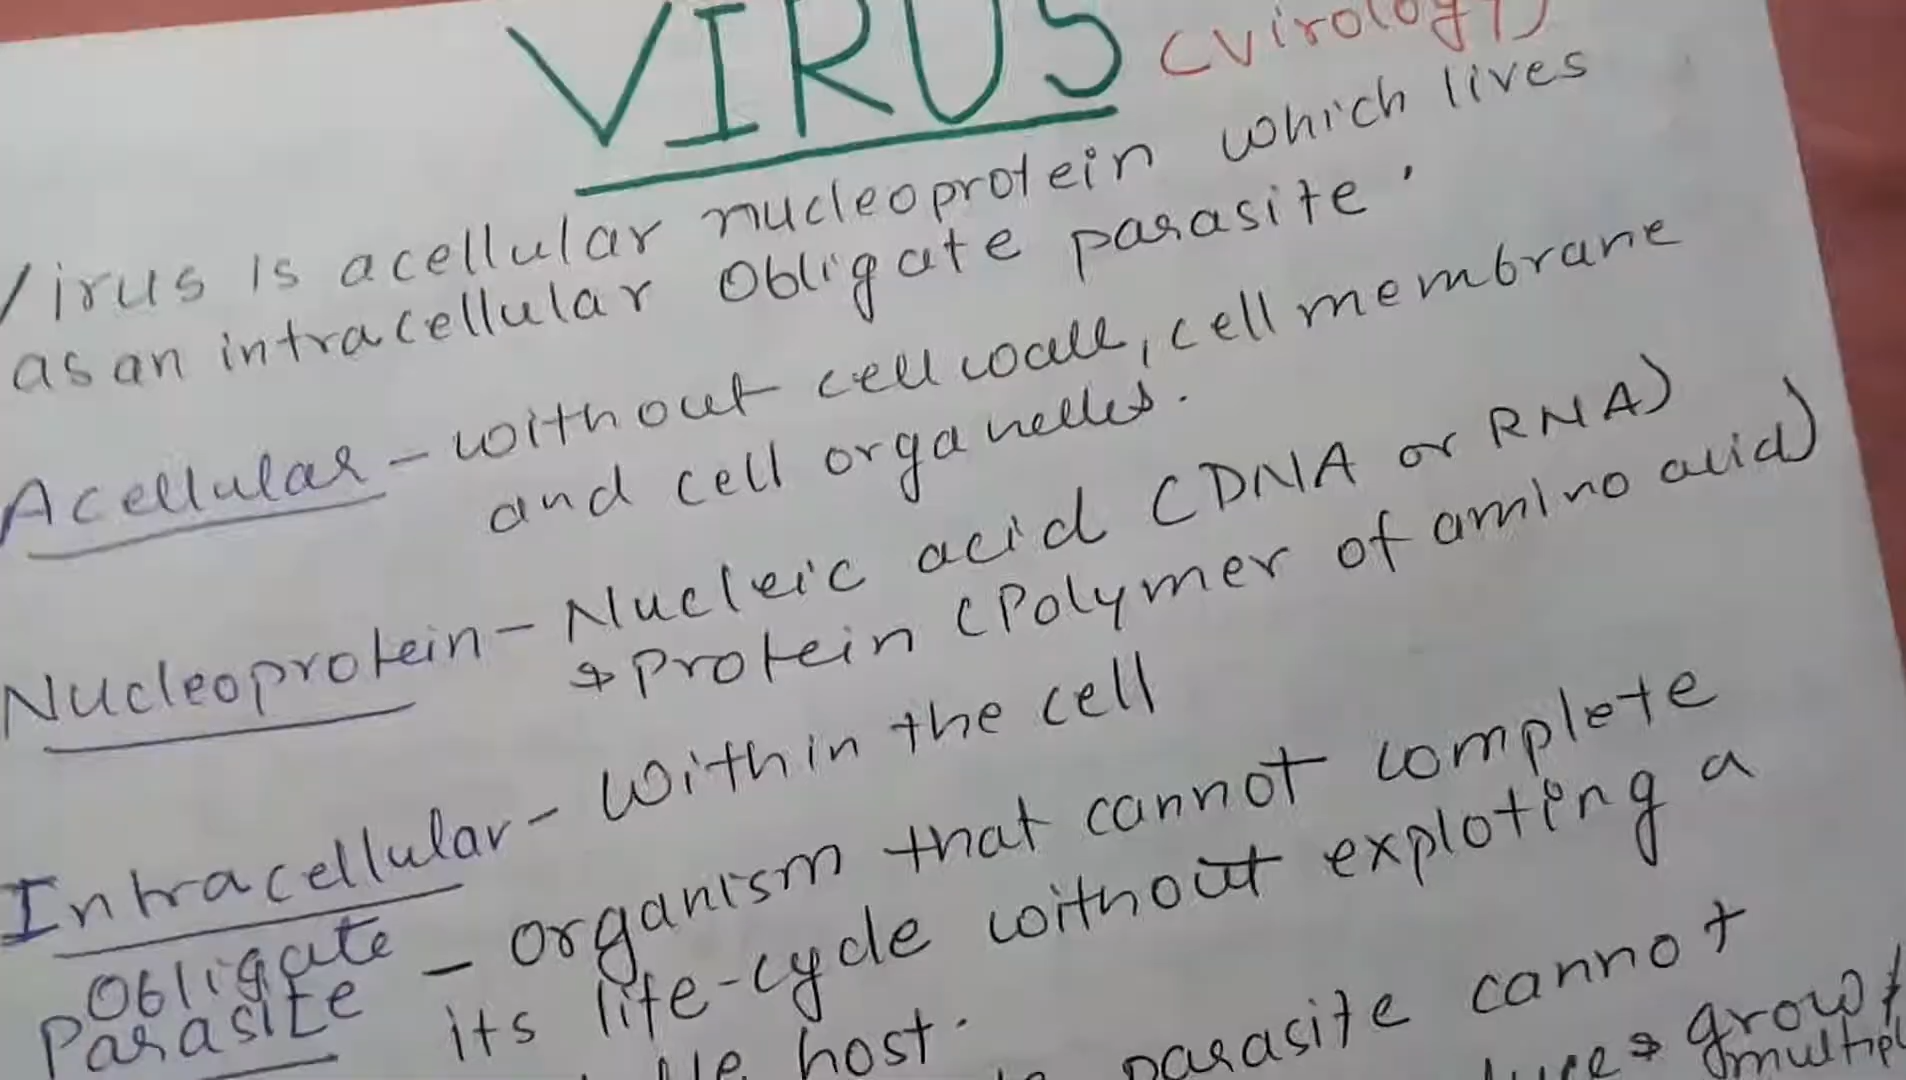 VIRUS (Virology)
Virus is acellular nucleoprotein which lives
as an intracellular obligate parasite.
Acellular - without cell wall, cell membrane
and cell organelles.
Nucleoprotein - Nucleic acid (DNA or RNA)
& Protein (Polymer of amino acid)
Intracellular - Within the cell
Obligate Parasite - organism that cannot complete
its life-cycle without exploting a
host.
parasite cannot
grow &